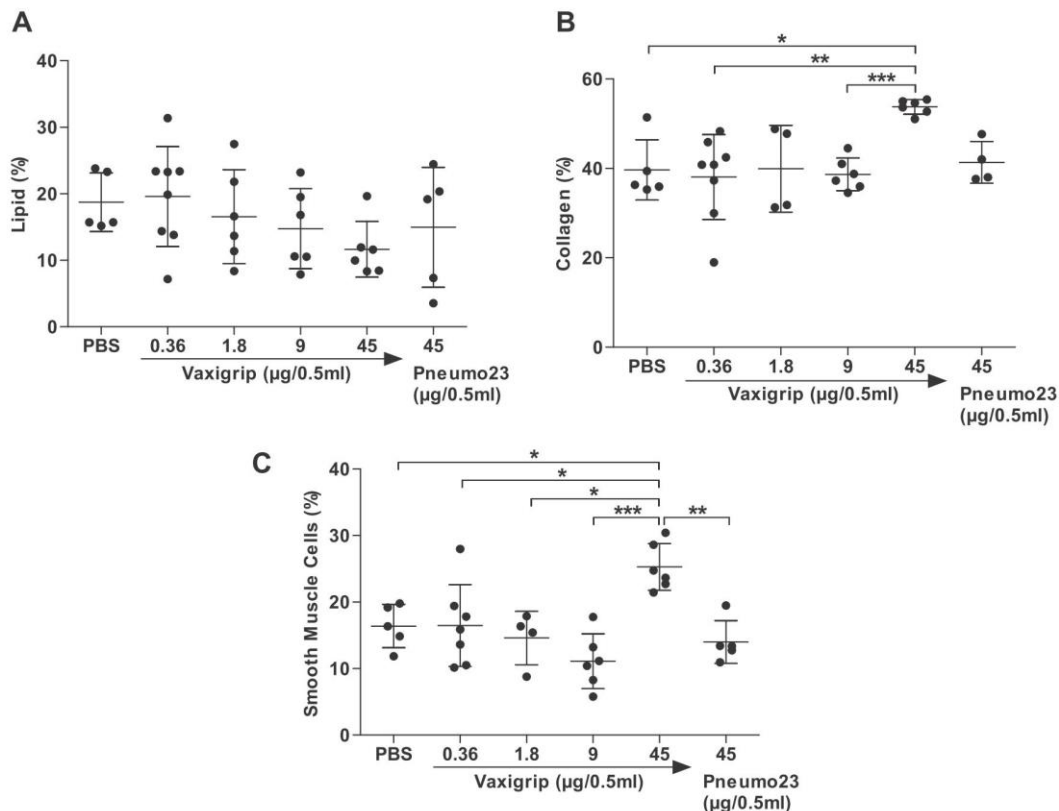 A
Lipid (%)
40
30
20
10
0
PBS 0.36 1.8 9 45 45
Vaxigrip (µg/0.5ml)
Pneumo23
(µg/0.5ml)
B
*
**
***
Collagen (%)
60
40
20
0
PBS 0.36 1.8 9 45 45
Vaxigrip (µg/0.5ml)
Pneumo23
(µg/0.5ml)
C
*
*
*
*** **
Smooth Muscle Cells (%)
40
30
20
10
0
PBS 0.36 1.8 9 45 45
Vaxigrip (µg/0.5ml)
Pneumo23
(µg/0.5ml)